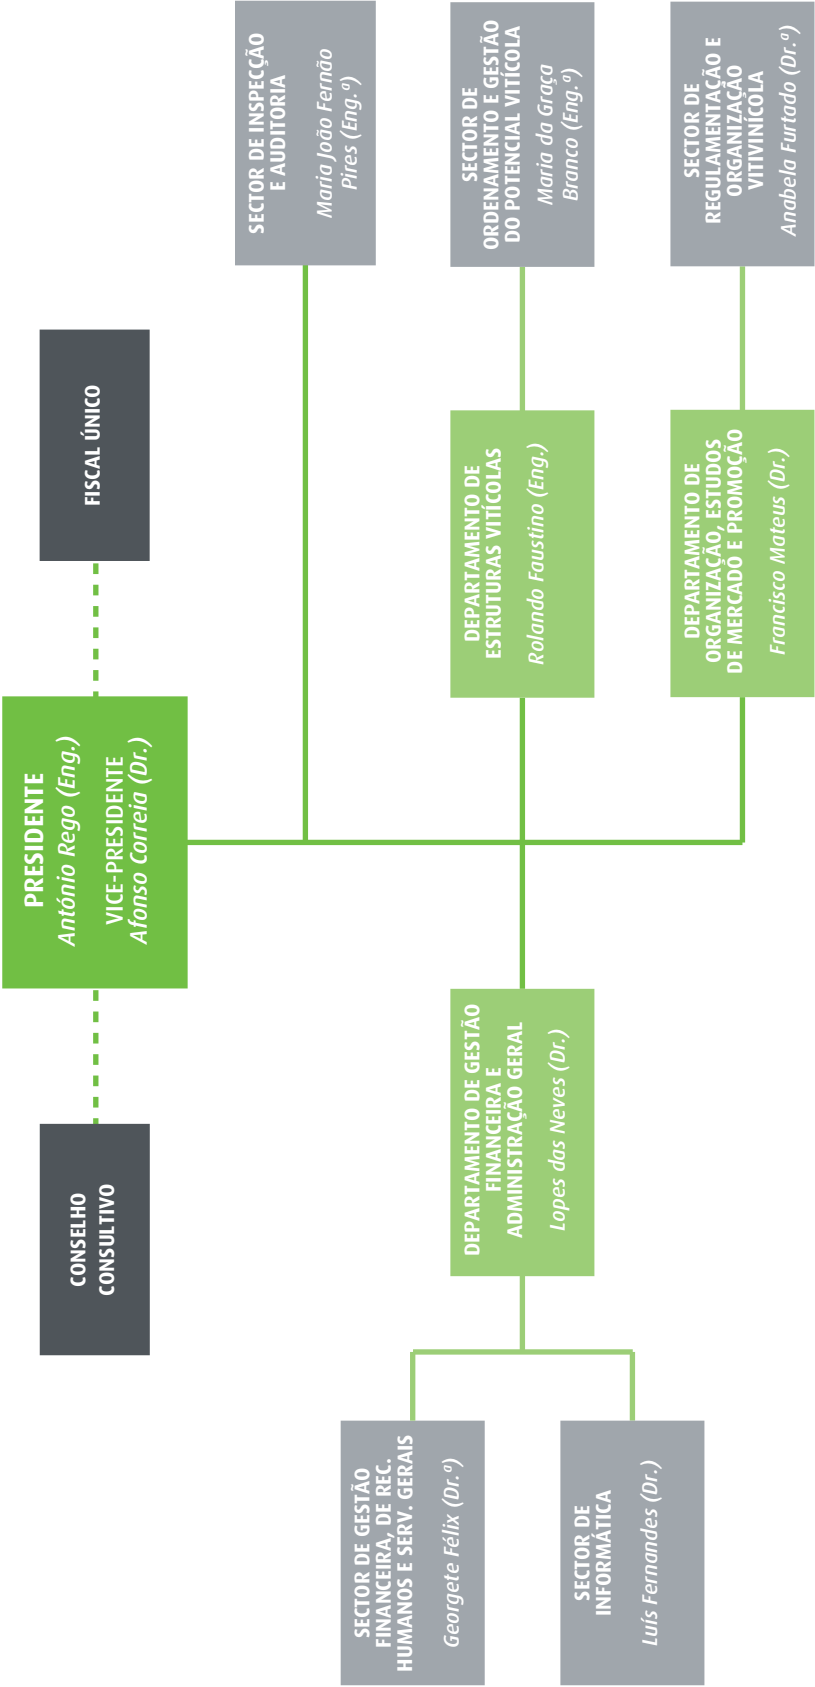 PRESIDENTE
António Rego (Eng.)
VICE-PRESIDENTE
Afonso Correia (Dr.)
CONSELHO
CONSULTIVO
FISCAL ÚNICO
SECTOR DE INSPECÇÃO
E AUDITORIA
Maria João Fernão
Pires (Eng.ª)
SECTOR DE GESTÃO
FINANCEIRA, DE REC.
HUMANOS E SERV. GERAIS
Georgete Félix (Dr.ª)
DEPARTAMENTO DE GESTÃO
FINANCEIRA E
ADMINISTRAÇÃO GERAL
Lopes das Neves (Dr.)
DEPARTAMENTO DE
ESTRUTURAS VITÍCOLAS
Rolando Faustino (Eng.)
SECTOR DE
ORDENAMENTO E GESTÃO
DO POTENCIAL VITÍCOLA
Maria da Graça
Branco (Eng.ª)
SECTOR DE
INFORMÁTICA
Luís Fernandes (Dr.)
DEPARTAMENTO DE
ORGANIZAÇÃO, ESTUDOS
DE MERCADO E PROMOÇÃO
Francisco Mateus (Dr.)
SECTOR DE
REGULAMENTAÇÃO E
ORGANIZAÇÃO
VITIVINÍCOLA
Anabela Furtado (Dr.ª)